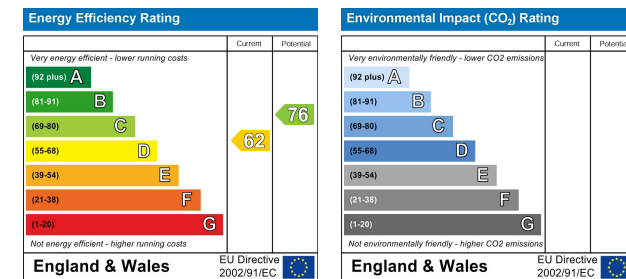 Energy Efficiency Rating
Current Potential
Very energy efficient - lower running costs
(92 plus) A
(81-91) B
(69-80) C
(55-68) D
(39-54) E
(21-38) F
(1-20) G
62
76
Not energy efficient - higher running costs
England & Wales
EU Directive
2002/91/EC
Environmental Impact (CO₂) Rating
Current Potential
Very environmentally friendly - lower CO2 emissions
(92 plus) A
(81-91) B
(69-80) C
(55-68) D
(39-54) E
(21-38) F
(1-20) G
Not environmentally friendly - higher CO2 emissions
England & Wales
EU Directive
2002/91/EC